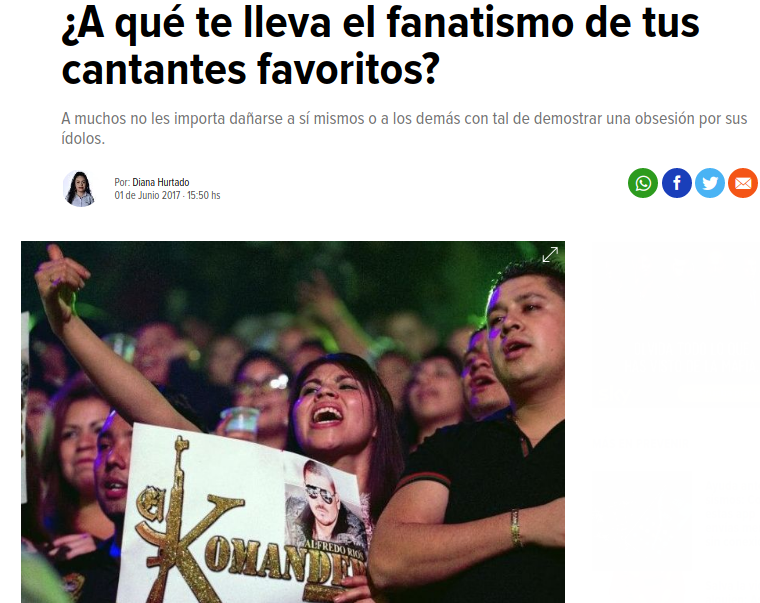 ¿A qué te lleva el fanatismo de tus
cantantes favoritos?
A muchos no les importa dañarse a sí mismos o a los demás con tal de demostrar una obsesión por sus
ídolos.
Por: Diana Hurtado
01 de Junio 2017 - 15:50 hs
El
KOMANDER
ALFREDO RIOS